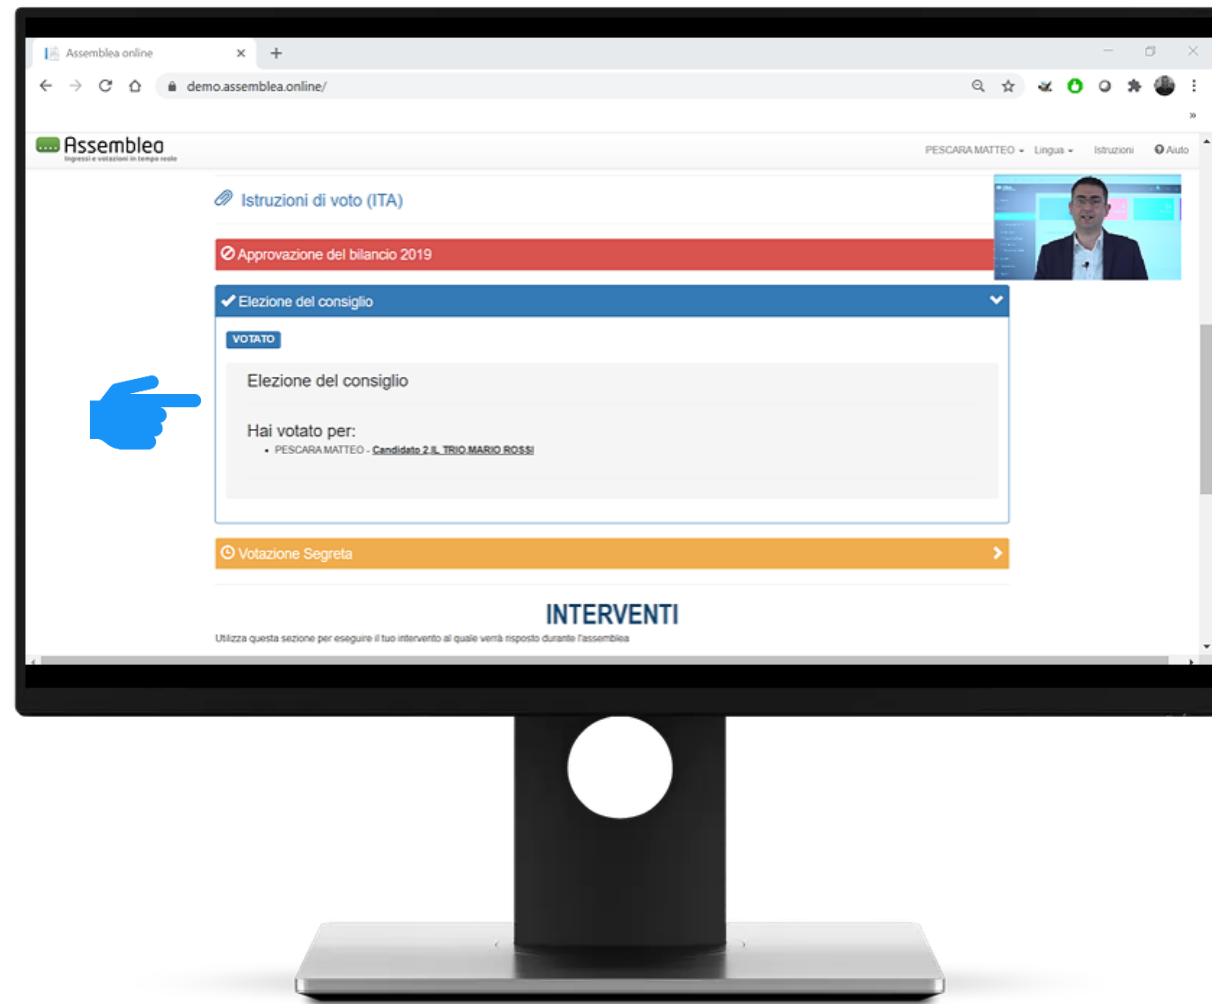 Assemblea online
demo.assemblea.online/
»
Assemblea
Ingressi e votazioni in tempo reale
PESCARA MATTEO Lingua Istruzioni Aiuto
Istruzioni di voto (ITA)
Approvazione del bilancio 2019
Elezione del consiglio
VOTATO
Elezione del consiglio
Hai votato per:
• PESCARA MATTEO - Candidato 2,IL TRIO,MARIO ROSSI
Votazione Segreta
INTERVENTI
Utilizza questa sezione per eseguire il tuo intervento al quale verrà risposto durante l'assemblea